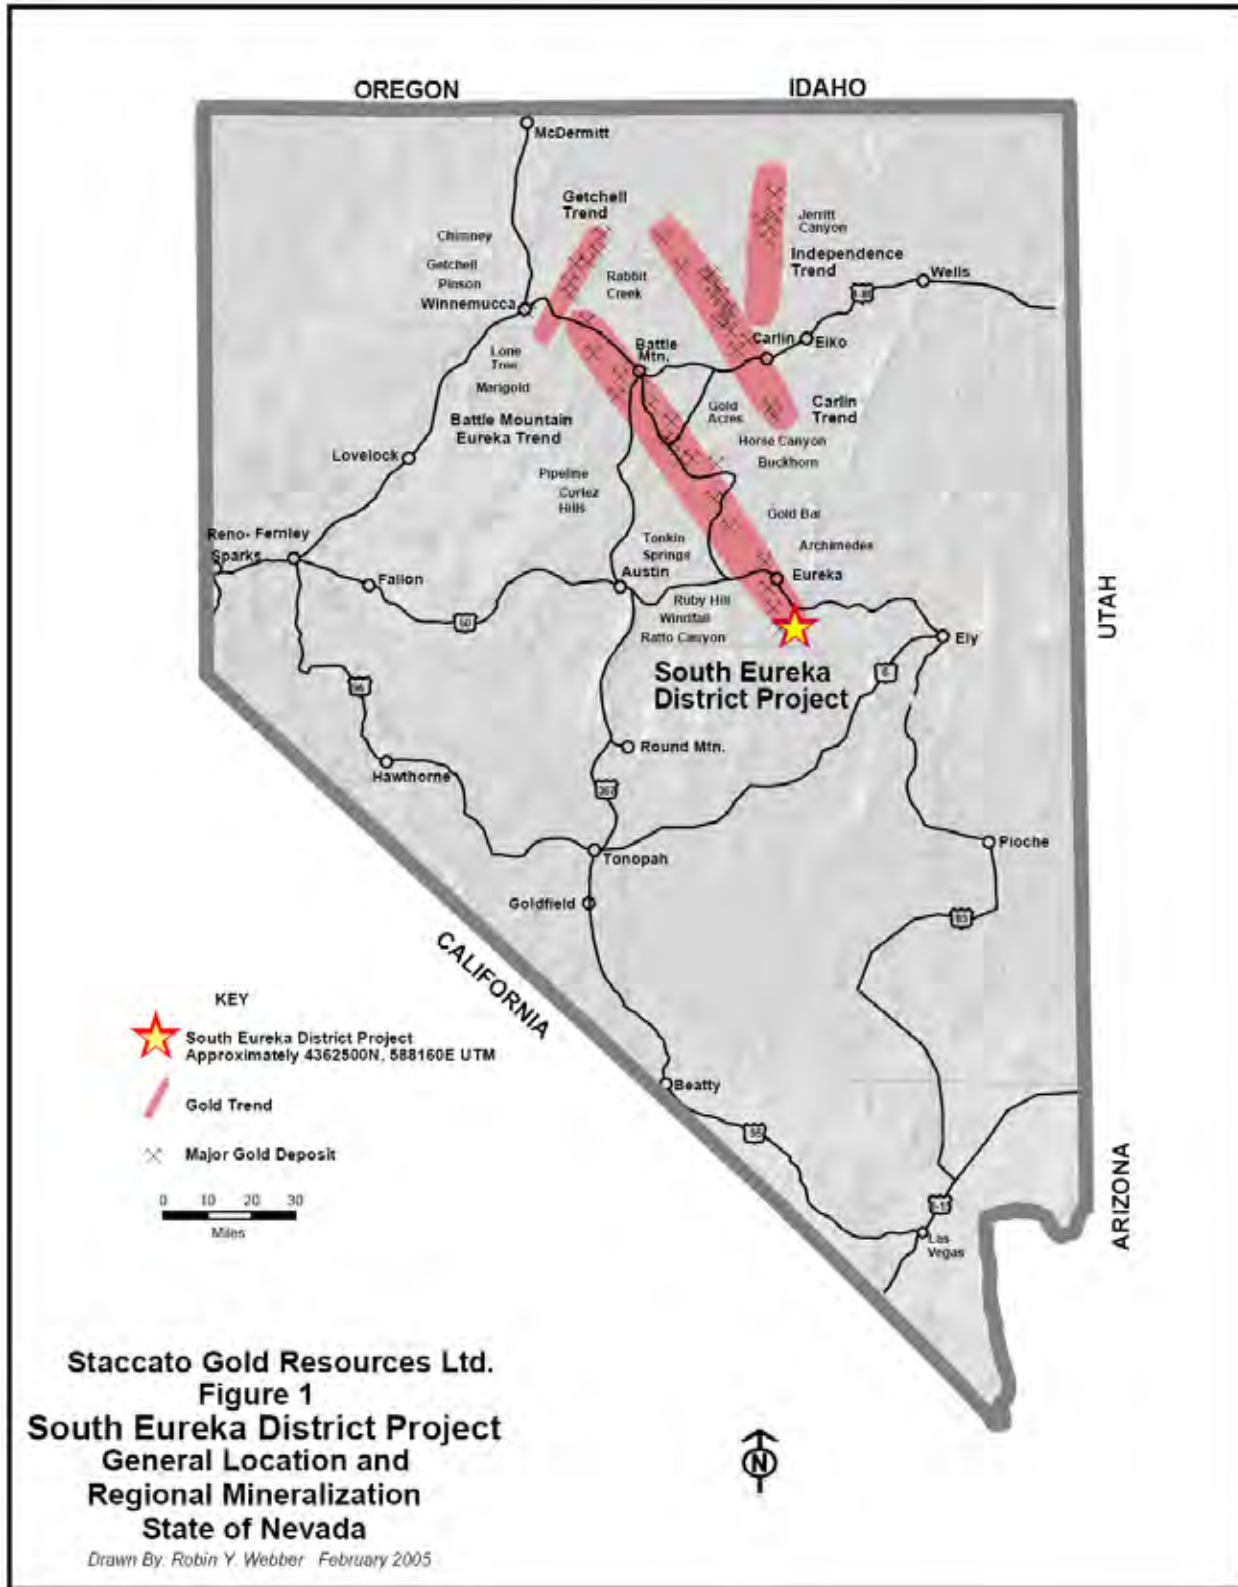 OREGON
IDAHO
McDermitt
Getchell
Trend
Chimney
Getchell
Pinson
Winnemucca
Rabbit
Creek
Jerritt
Canyon
Independence
Trend
Wells
Lone
Tree
Marigold
Battle
Mtn.
Carlin
Elko
Battle Mountain
Eureka Trend
Gold
Acres
Carlin
Trend
Horse Canyon
Buckhorn
Lovelock
Pipeline
Cortez
Hills
Gold Bar
Reno-
Sparks
Fernley
Tonkin
Springs
Archimedes
Fallon
Austin
Eureka
50
Ruby Hill
Windfall
Ratto Canyon
Ely
UTAH
South Eureka
District Project
6
Round Mtn.
Hawthorne
Tonopah
Pioche
Goldfield
93
CALIFORNIA
KEY
South Eureka District Project
Approximately 4362500N, 588160E UTM
Beatty
Gold Trend
95
Major Gold Deposit
0 10 20 30
Miles
Las
Vegas
ARIZONA
Staccato Gold Resources Ltd.
Figure 1
South Eureka District Project
General Location and
Regional Mineralization
State of Nevada
Drawn By: Robin Y. Webber February 2005
N